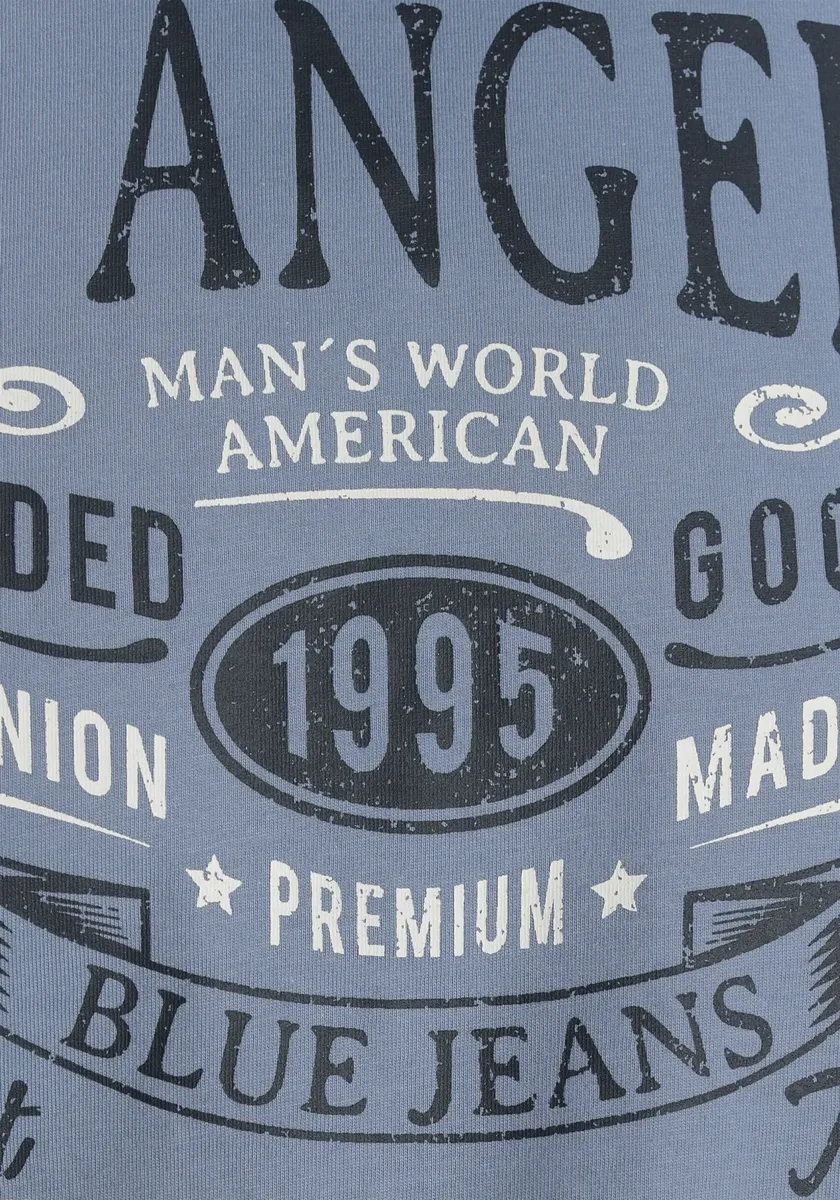 ANGE
MAN´S WORLD
AMERICAN
DED
GOO
1995
NION
MAD
PREMIUM
BLUE JEANS
t